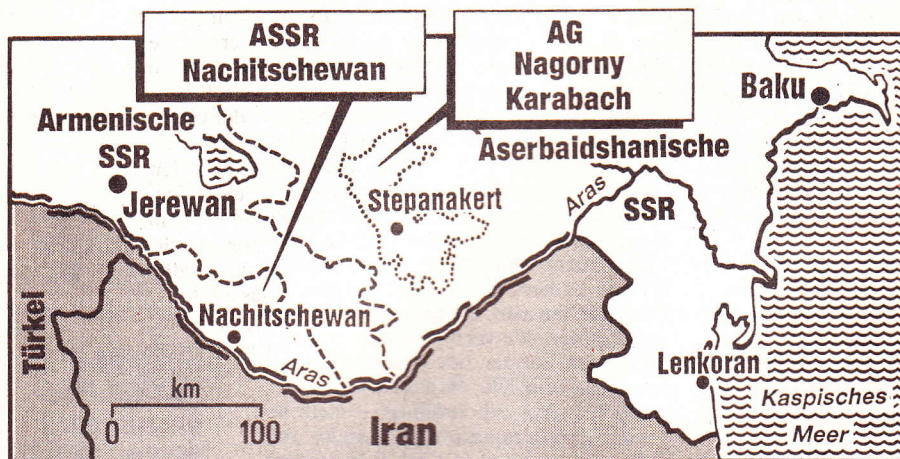 ASSR
Nachitschewan
AG
Nagorny
Karabach
Baku
Armenische
SSR
Jerewan
Aserbaidshanische
SSR
Stepanakert
Aras
Türkei
Nachitschewan
Aras
Lenkoran
km
0 100
Iran
Kaspisches
Meer